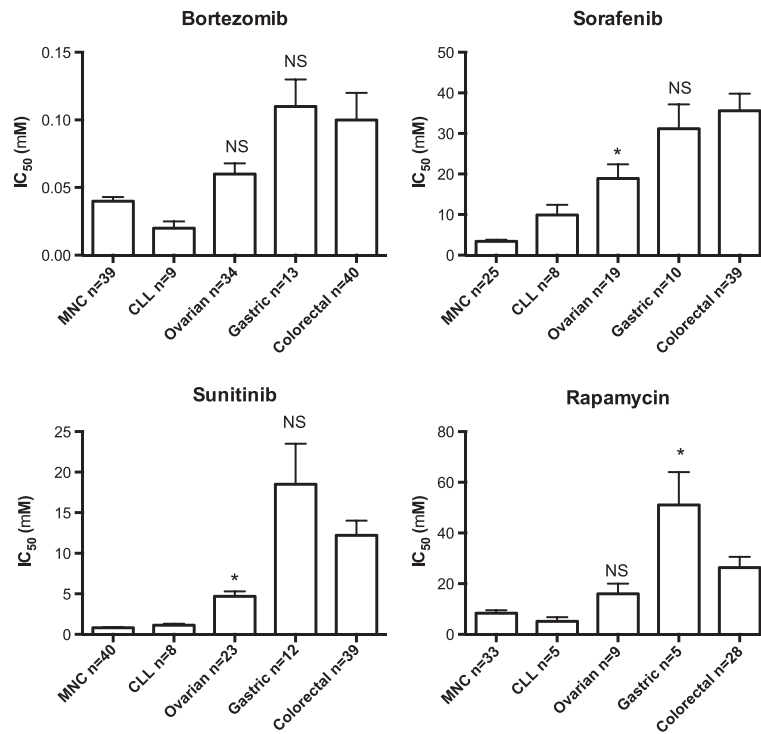 Bortezomib
0.15
0.10
0.05
0.00
IC50 (mM)
NS
NS
MNC n=39
CLL n=9
Ovarian n=34
Gastric n=13
Colorectal n=40
Sorafenib
50
40
30
20
10
0
IC50 (mM)
*
NS
MNC n=25
CLL n=8
Ovarian n=19
Gastric n=10
Colorectal n=39
Sunitinib
25
20
15
10
5
0
IC50 (mM)
*
NS
MNC n=40
CLL n=8
Ovarian n=23
Gastric n=12
Colorectal n=39
Rapamycin
80
60
40
20
0
IC50 (mM)
NS
*
MNC n=33
CLL n=5
Ovarian n=9
Gastric n=5
Colorectal n=28